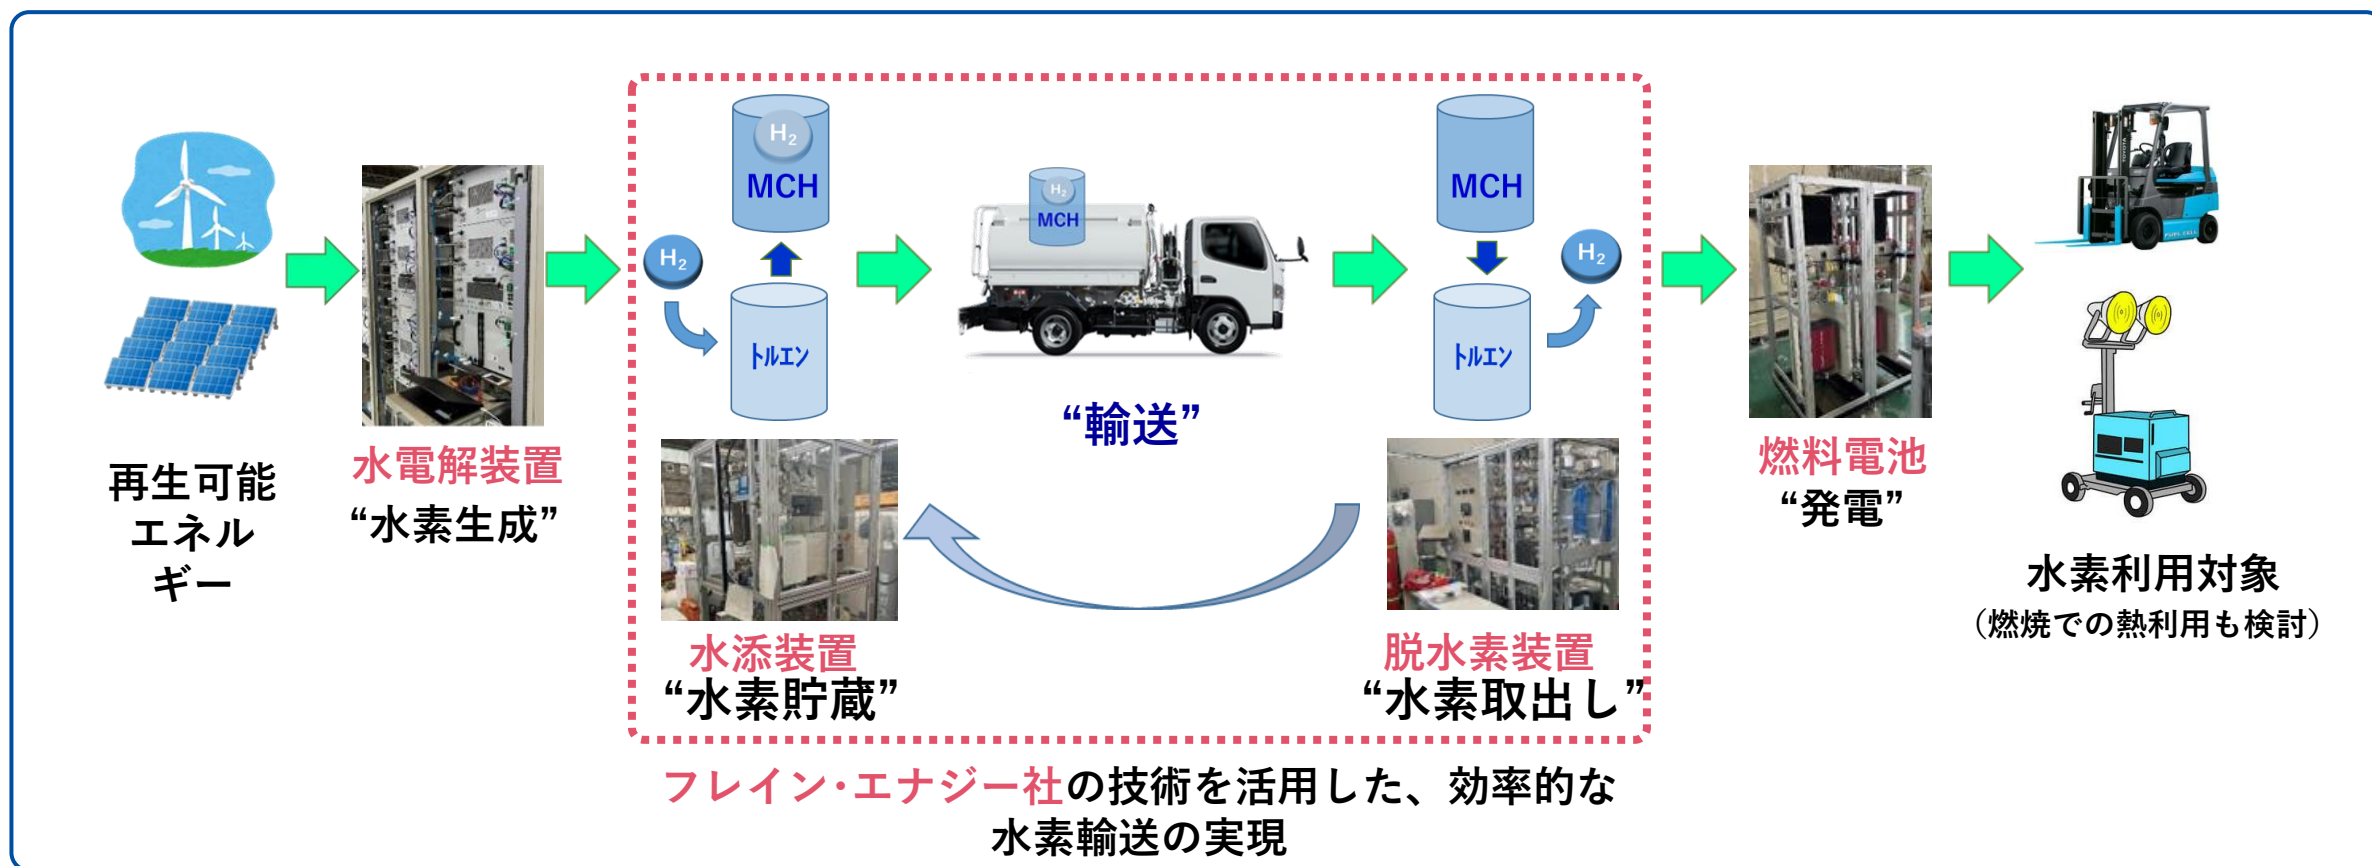 再生可能
エネル
ギー
水電解装置
“水素生成”
H₂
H₂
MCH
トルエン
水添装置
“水素貯蔵”
H₂
MCH
“輸送”
MCH
トルエン
H₂
脱水素装置
“水素取出し”
フレイン・エナジー社の技術を活用した、効率的な
水素輸送の実現
燃料電池
“発電”
TOYOTA
FUEL CELL
水素利用対象
（燃焼での熱利用も検討）